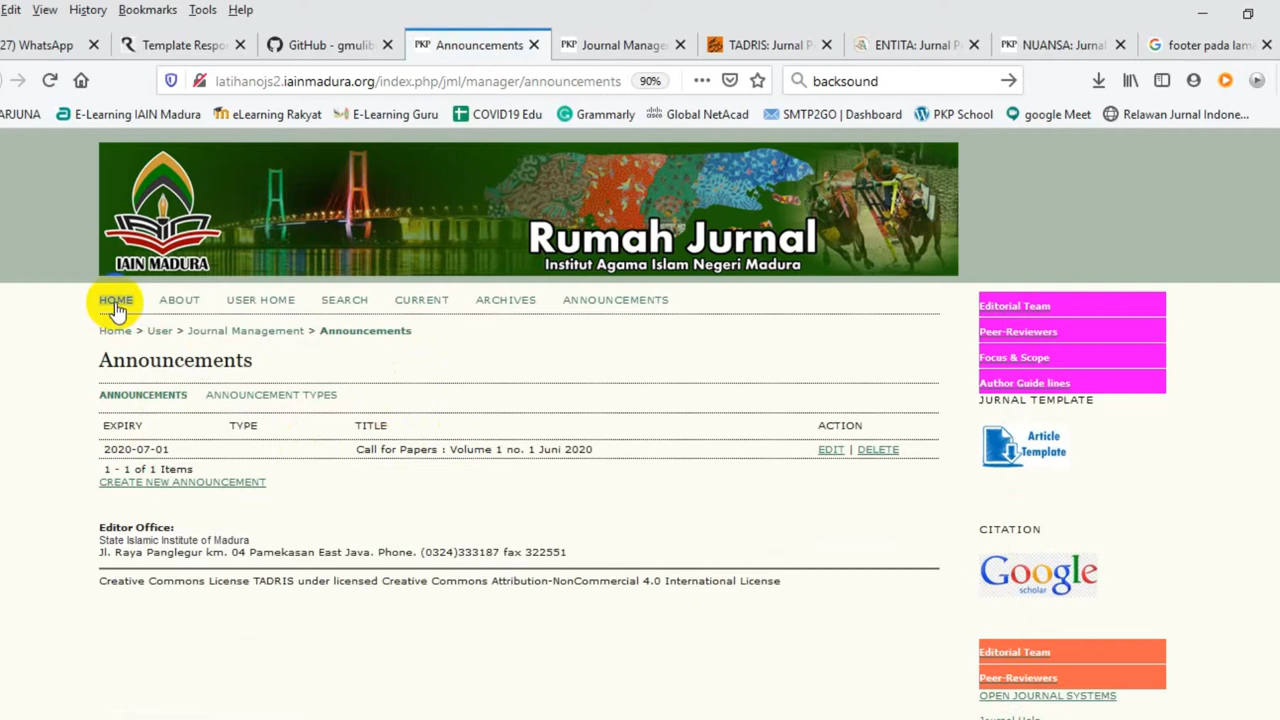 Edit View History Bookmarks Tools Help
27) WhatsApp Template Respo GitHub - gmulib PKP Announcements PKP Journal Manage TADRIS: Jurnal P ENTITA: Jurnal P PKP NUANSA: Jurnal footer pada lam
latihanojs2.iainmadura.org/index.php/jml/manager/announcements 90% backsound
ARJUNA E-Learning IAIN Madura eLearning Rakyat E-Learning Guru COVID19 Edu Grammarly Global NetAcad SMTP2GO | Dashboard PKP School google Meet Relawan Jurnal Indone...
IAIN MADURA
Rumah Jurnal
Institut Agama Islam Negeri Madura
HOME ABOUT USER HOME SEARCH CURRENT ARCHIVES ANNOUNCEMENTS
Home > User > Journal Management > Announcements
Announcements
ANNOUNCEMENTS ANNOUNCEMENT TYPES
EXPIRY TYPE TITLE ACTION
2020-07-01 Call for Papers : Volume 1 no. 1 Juni 2020 EDIT | DELETE
1 - 1 of 1 Items
CREATE NEW ANNOUNCEMENT
Editor Office:
State Islamic Institute of Madura
Jl. Raya Panglegur km. 04 Pamekasan East Java. Phone. (0324)333187 fax 322551
Creative Commons License TADRIS under licensed Creative Commons Attribution-NonCommercial 4.0 International License
Editorial Team
Peer-Reviewers
Focus & Scope
Author Guide lines
JURNAL TEMPLATE
Article
Template
CITATION
Google
scholar
Editorial Team
Peer-Reviewers
OPEN JOURNAL SYSTEMS
Journal Help